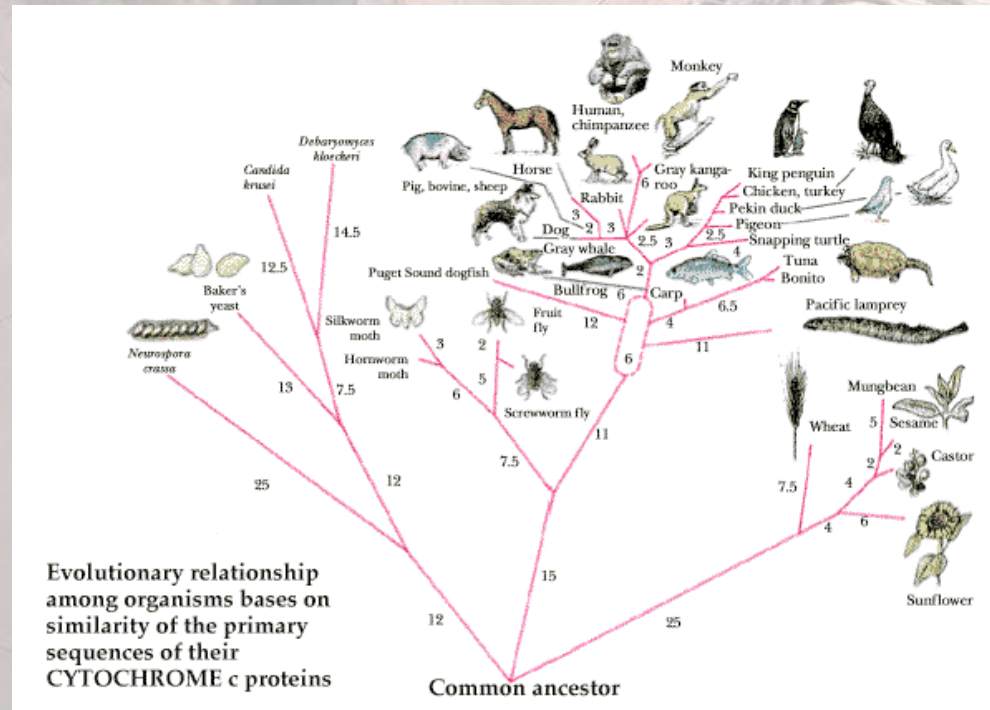 Monkey
Human,
chimpanzee
Debaryomyces
kloeckeri
Candida
krusei
Horse
Gray kanga-
roo
6
King penguin
Chicken, turkey
Pig, bovine, sheep
Rabbit
Pekin duck
3
2
3
Pigeon
14.5
Dog
2.5
3
2.5
Snapping turtle
4
Gray whale
Tuna
12.5
Puget Sound dogfish
2
Bonito
Baker's
yeast
Bullfrog
6
Carp
6.5
Silkworm
moth
Fruit
fly
12
4
Pacific lamprey
3
2
11
Neurospora
crassa
Hornworm
moth
6
5
6
13
7.5
Screwworm fly
Mungbean
Wheat
5
Sesame
11
2
2
Castor
7.5
4
25
12
7.5
4
6
Sunflower
15
12
25
Evolutionary relationship
among organisms bases on
similarity of the primary
sequences of their
CYTOCHROME c proteins
Common ancestor